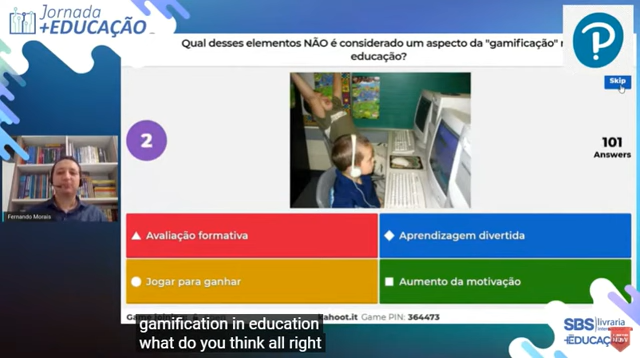 Jornada
+EDUCAÇÃO
Qual desses elementos NÃO é considerado um aspecto da "gamificação"
educação?
Skip
2
101
Answers
Fernando Morais
Avaliação formativa
Aprendizagem divertida
Jogar para ganhar
Aumento da motivação
kahoot.it Game PIN: 364473
gamification in education
what do you think all right
SBS livraria
+EDUCAÇÃO